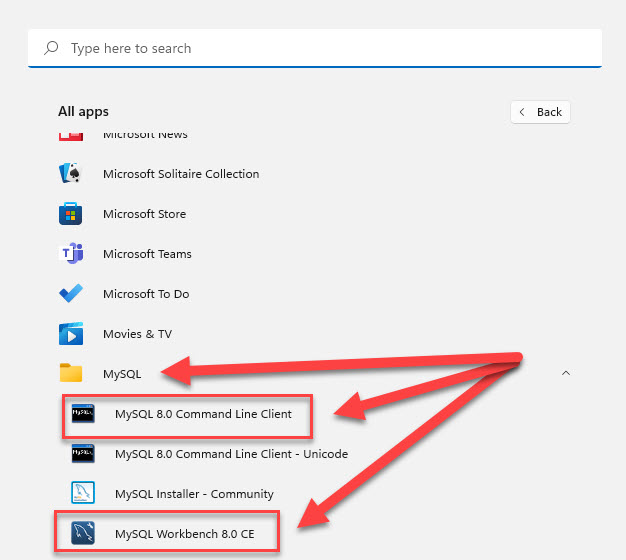 Type here to search
All apps
Back
Microsoft News
Microsoft Solitaire Collection
Microsoft Store
Microsoft Teams
Microsoft To Do
Movies & TV
MySQL
MySQL 8.0 Command Line Client
MySQL 8.0 Command Line Client - Unicode
MySQL Installer - Community
MySQL Workbench 8.0 CE